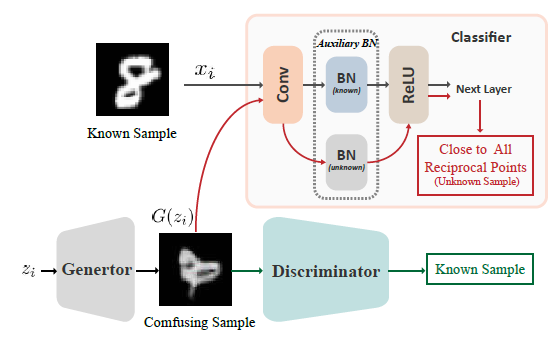 Classifier
Auxiliary BN
x_i
Conv
BN
(known)
ReLU
Next Layer
Known Sample
BN
(unknown)
Close to All
Reciprocal Points
(Unknown Sample)
G(z_i)
z_i
Genertor
Discriminator
Known Sample
Comfusing Sample